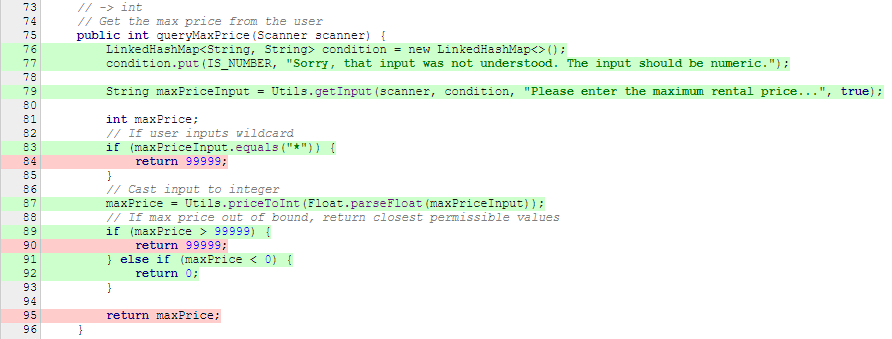 73 // -> int
74 // Get the max price from the user
75 public int queryMaxPrice(Scanner scanner) {
76 LinkedHashMap<String, String> condition = new LinkedHashMap<>();
77 condition.put(IS_NUMBER, "Sorry, that input was not understood. The input should be numeric.");
78
79 String maxPriceInput = Utils.getInput(scanner, condition, "Please enter the maximum rental price...", true);
80
81 int maxPrice;
82 // If user inputs wildcard
83 if (maxPriceInput.equals("*")) {
84 return 99999;
85 }
86 // Cast input to integer
87 maxPrice = Utils.priceToInt(Float.parseFloat(maxPriceInput));
88 // If max price out of bound, return closest permissible values
89 if (maxPrice > 99999) {
90 return 99999;
91 } else if (maxPrice < 0) {
92 return 0;
93 }
94
95 return maxPrice;
96 }